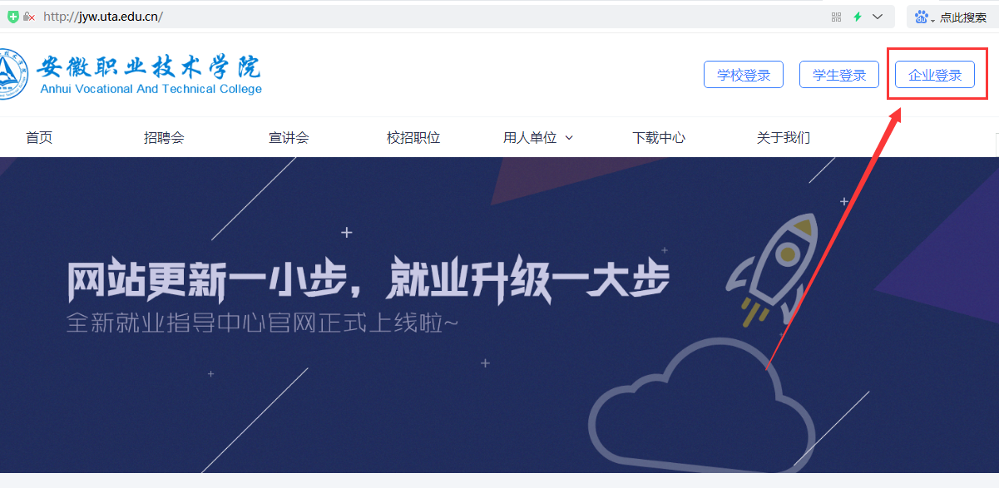 http://jyw.uta.edu.cn/
点此搜索
安徽职业技术学院
Anhui Vocational And Technical College
学校登录 学生登录 企业登录
首页 招聘会 宣讲会 校招职位 用人单位 下载中心 关于我们
网站更新一小步，就业升级一大步
全新就业指导中心官网正式上线啦~